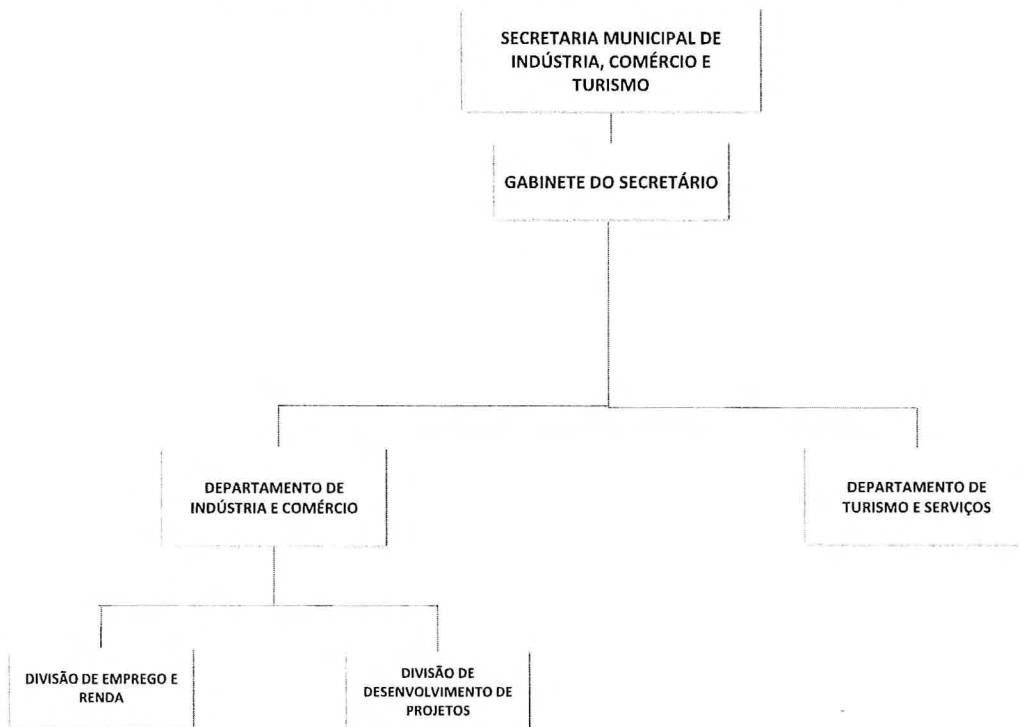 SECRETARIA MUNICIPAL DE
INDÚSTRIA, COMÉRCIO E
TURISMO
GABINETE DO SECRETÁRIO
DEPARTAMENTO DE
INDÚSTRIA E COMÉRCIO
DEPARTAMENTO DE
TURISMO E SERVIÇOS
DIVISÃO DE EMPREGO E
RENDA
DIVISÃO DE
DESENVOLVIMENTO DE
PROJETOS